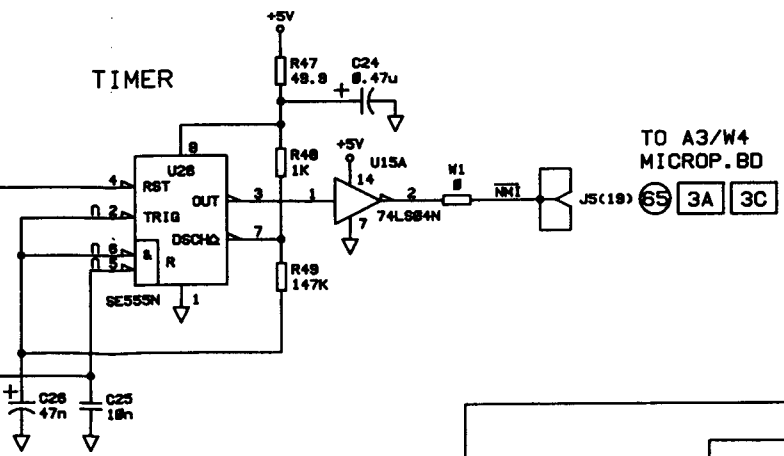 +5V
TIMER
R47
49.9
C24
0.47u
+
8
U26
R48
1K
+5V
U15A
14
TO A3/W4
MICROP.BD
4
RST
OUT
3
1
2
74LS04N
7
W1
0
NMI
J5(19)
65
3A
3C
2
TRIG
DSCHΩ
7
6
&
R
5
SE555N
1
R49
147K
+
C26
47n
C25
10n